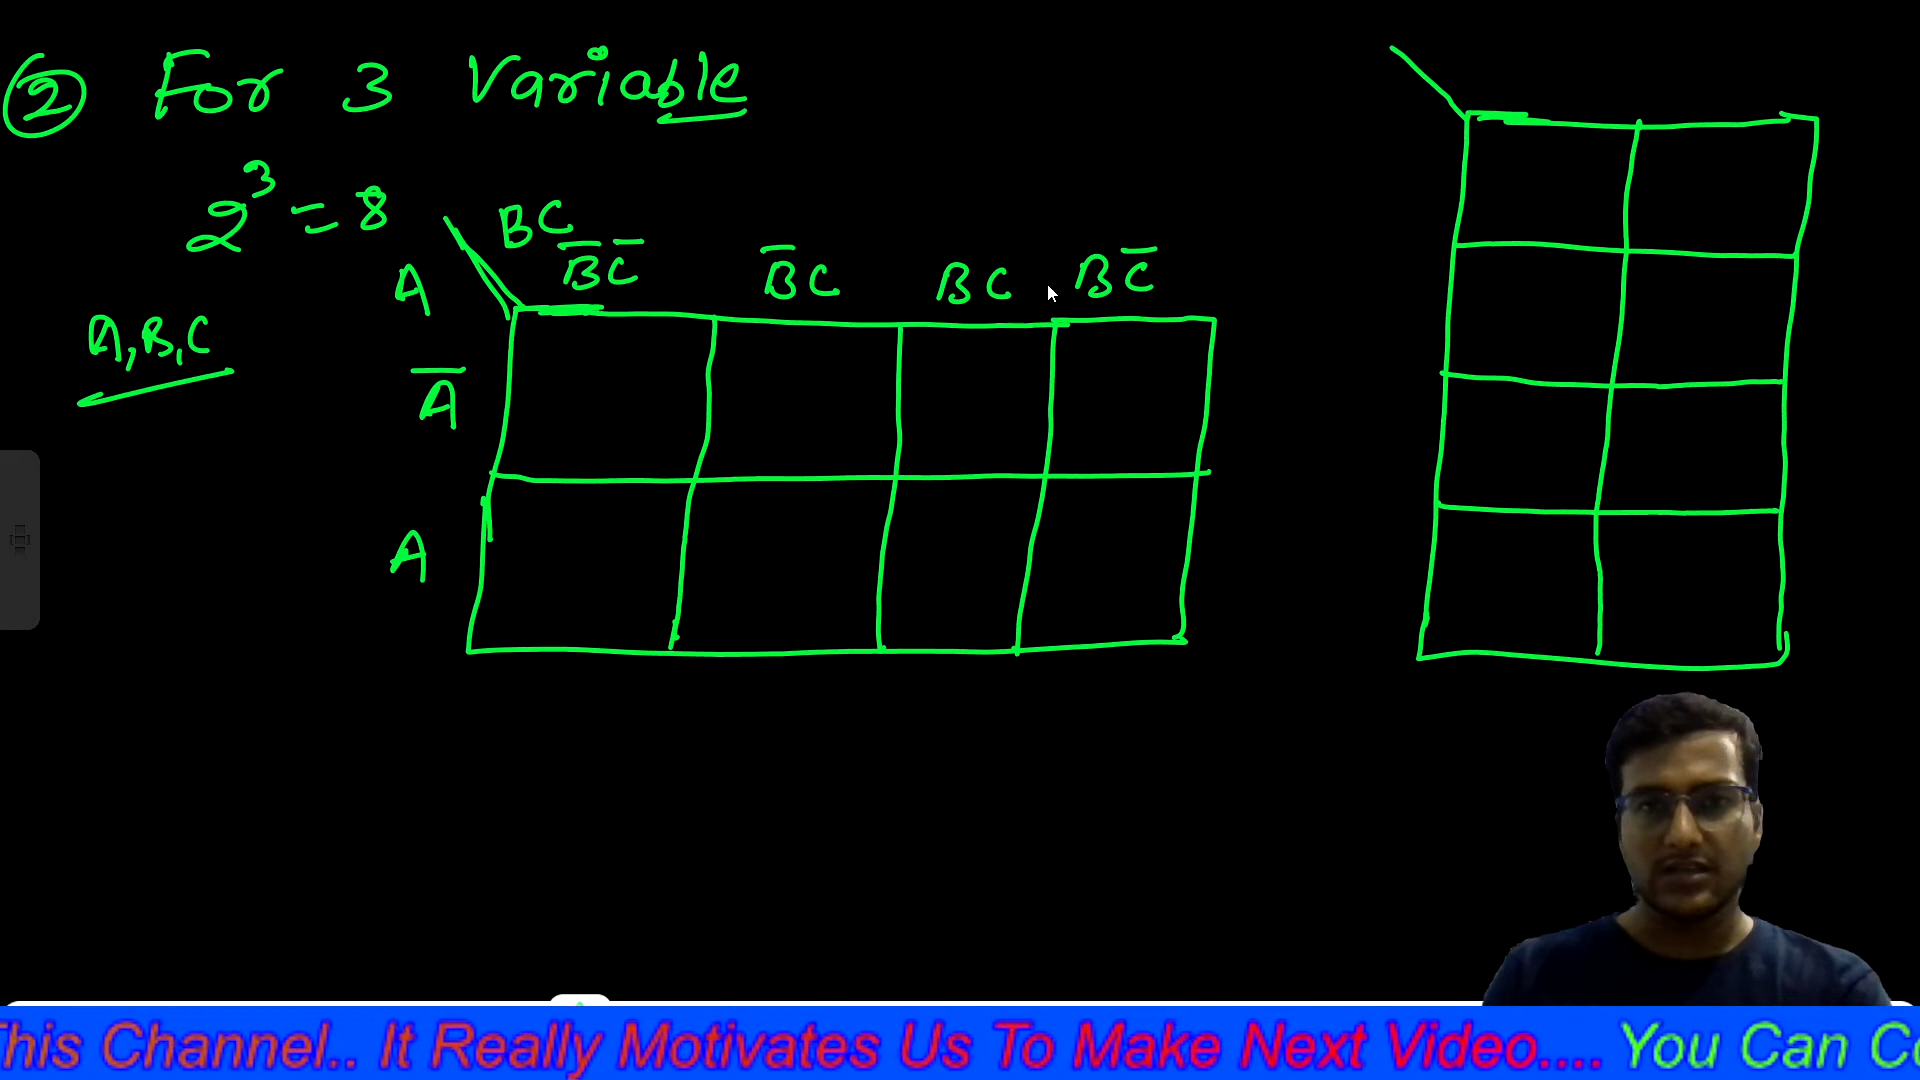 ② For 3 Variable
2³ = 8
BC
A B̅C̅ B̅C BC BC̅
A,B,C
A̅
A
This Channel.. It Really Motivates Us To Make Next Video.... You Can Co